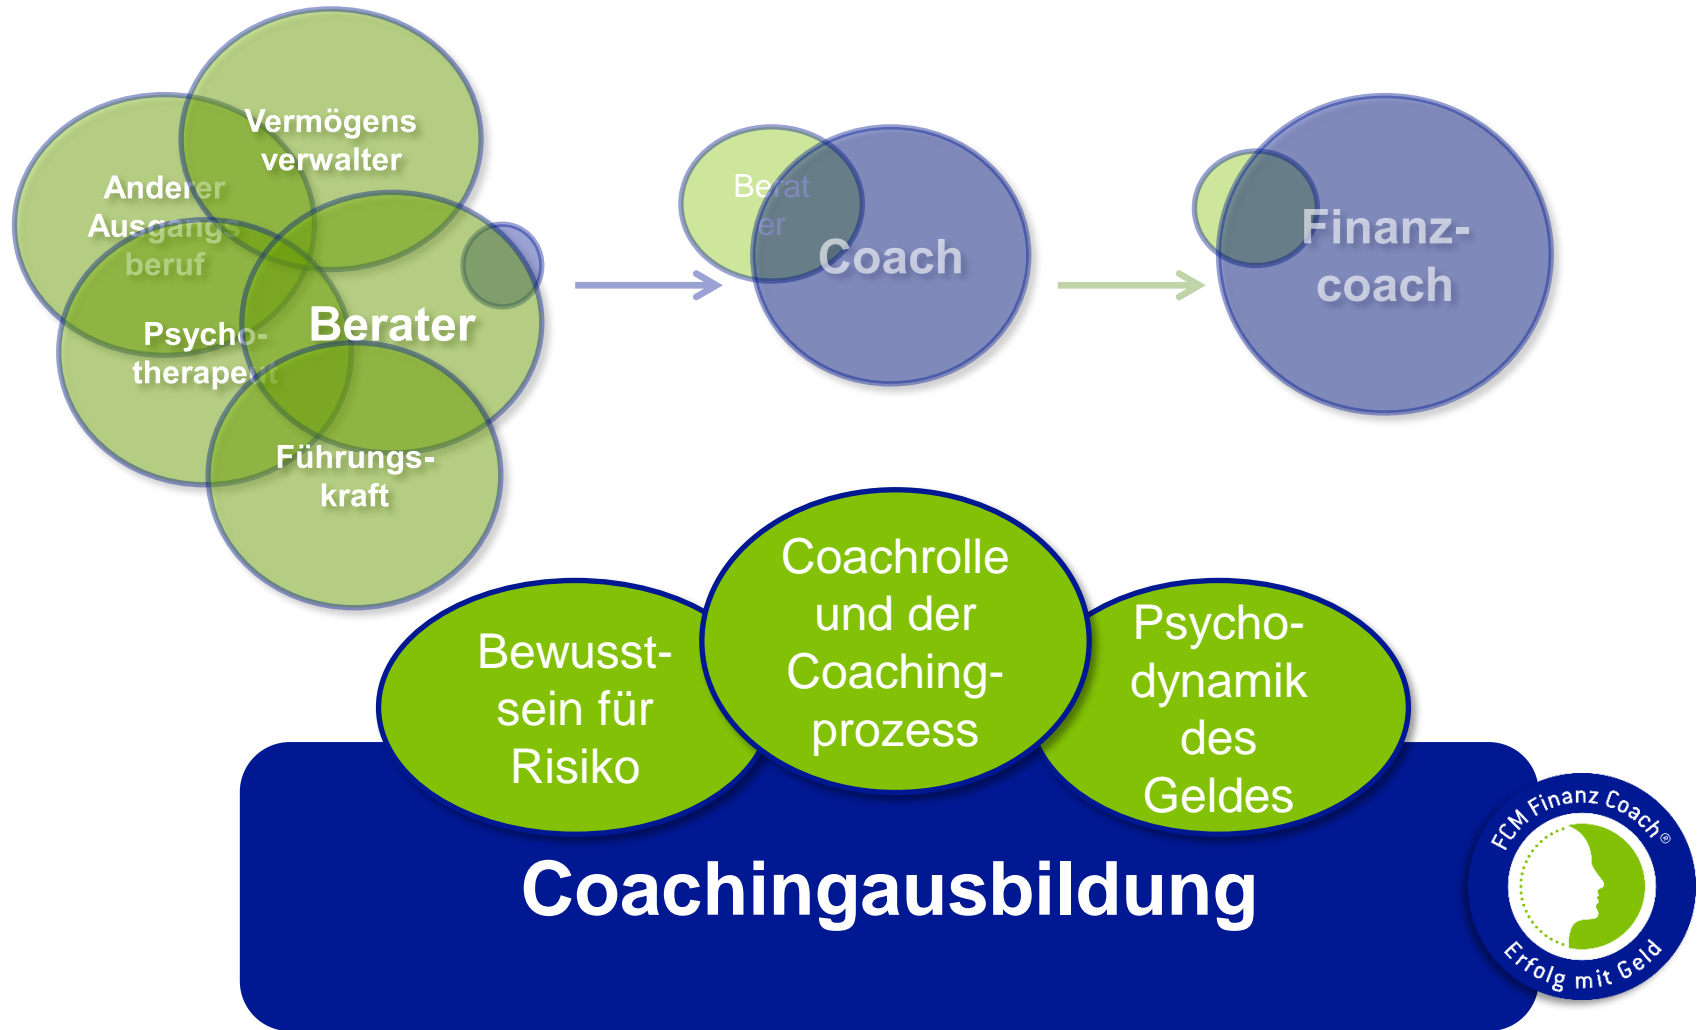 Vermögens
verwalter
Anderer
Ausgangs
beruf
Psycho-
therapeut
Berater
Führungs-
kraft
Berat
er
Coach
Finanz-
coach
Bewusst-
sein für
Risiko
Coachrolle
und der
Coaching-
prozess
Psycho-
dynamik
des
Geldes
Coachingausbildung
FCM Finanz Coach®
Erfolg mit Geld